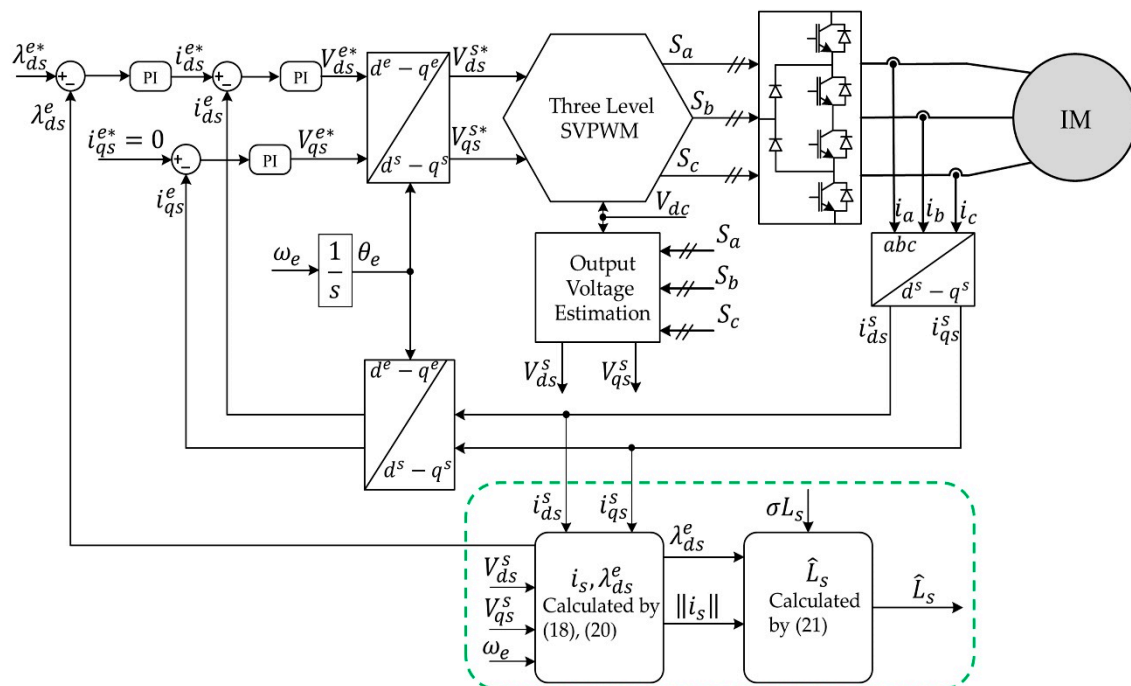 λ_ds^e*
i_ds^e*
V_ds^e*
V_ds^s*
+
−
PI
+
−
PI
d^e − q^e
d^s − q^s
λ_ds^e
i_ds^e
i_qs^e* = 0
V_qs^e*
V_qs^s*
+
−
PI
i_qs^e
Three Level
SVPWM
S_a
S_b
S_c
IM
V_dc
i_a
i_b
i_c
abc
d^s − q^s
ω_e
1
s
θ_e
Output
Voltage
Estimation
S_a
S_b
S_c
V_ds^s
V_qs^s
i_ds^s
i_qs^s
d^e − q^e
d^s − q^s
i_ds^s
i_qs^s
σL_s
λ_ds^e
V_ds^s
V_qs^s
ω_e
i_s, λ_ds^e
Calculated by
(18), (20)
‖i_s‖
L̂_s
Calculated
by (21)
L̂_s